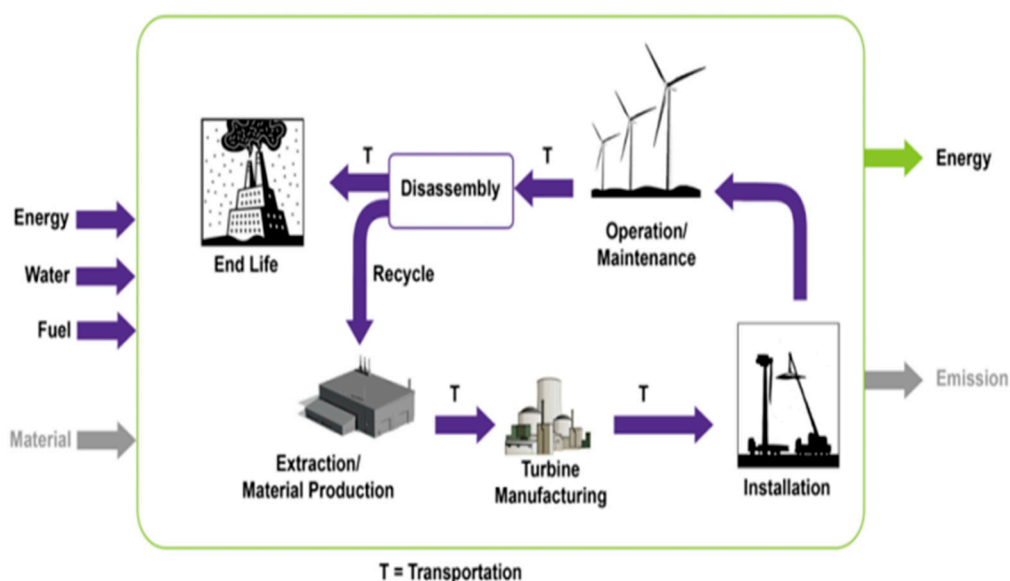 Energy
Water
Fuel
Material
End Life
T
Disassembly
T
Recycle
Operation/
Maintenance
Extraction/
Material Production
T
Turbine
Manufacturing
T
Installation
Energy
Emission
T = Transportation